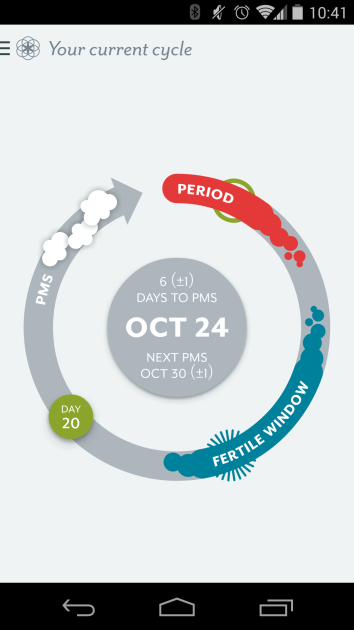 10:41
Your current cycle
PERIOD
PMS
6 (±1)
DAYS TO PMS
OCT 24
NEXT PMS
OCT 30 (±1)
DAY
20
FERTILE WINDOW